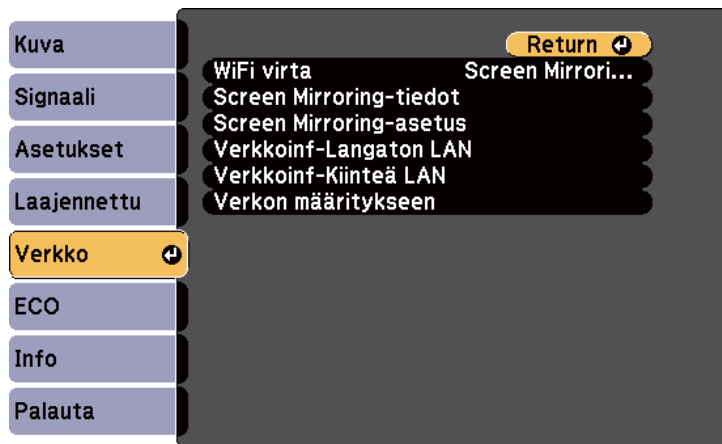 Kuva
Signaali
Asetukset
Laajennettu
Verkko
ECO
Info
Palauta
Return
WiFi virta Screen Mirrori...
Screen Mirroring-tiedot
Screen Mirroring-asetus
Verkkoinf-Langaton LAN
Verkkoinf-Kiinteä LAN
Verkon määritykseen